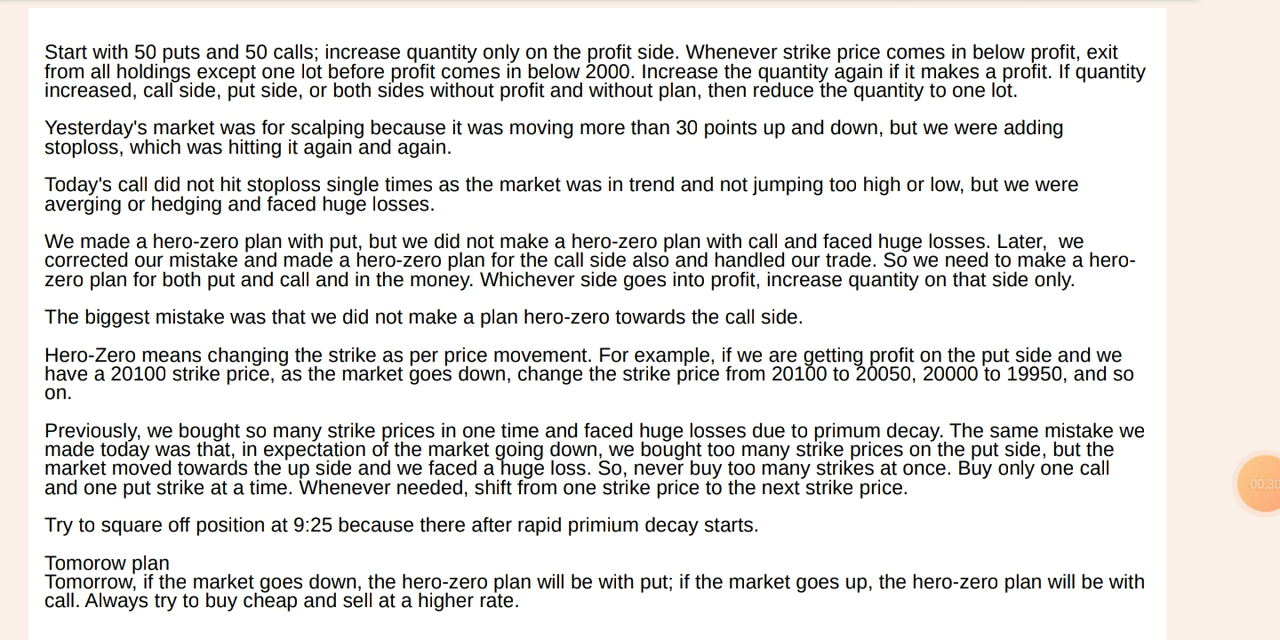 Start with 50 puts and 50 calls; increase quantity only on the profit side. Whenever strike price comes in below profit, exit
from all holdings except one lot before profit comes in below 2000. Increase the quantity again if it makes a profit. If quantity
increased, call side, put side, or both sides without profit and without plan, then reduce the quantity to one lot.
Yesterday's market was for scalping because it was moving more than 30 points up and down, but we were adding
stoploss, which was hitting it again and again.
Today's call did not hit stoploss single times as the market was in trend and not jumping too high or low, but we were
averging or hedging and faced huge losses.
We made a hero-zero plan with put, but we did not make a hero-zero plan with call and faced huge losses. Later,  we
corrected our mistake and made a hero-zero plan for the call side also and handled our trade. So we need to make a hero-
zero plan for both put and call and in the money. Whichever side goes into profit, increase quantity on that side only.
The biggest mistake was that we did not make a plan hero-zero towards the call side.
Hero-Zero means changing the strike as per price movement. For example, if we are getting profit on the put side and we
have a 20100 strike price, as the market goes down, change the strike price from 20100 to 20050, 20000 to 19950, and so
on.
Previously, we bought so many strike prices in one time and faced huge losses due to primum decay. The same mistake we
made today was that, in expectation of the market going down, we bought too many strike prices on the put side, but the
market moved towards the up side and we faced a huge loss. So, never buy too many strikes at once. Buy only one call
and one put strike at a time. Whenever needed, shift from one strike price to the next strike price.
Try to square off position at 9:25 because there after rapid primium decay starts.
Tomorow plan
Tomorrow, if the market goes down, the hero-zero plan will be with put; if the market goes up, the hero-zero plan will be with
call. Always try to buy cheap and sell at a higher rate.
00:30